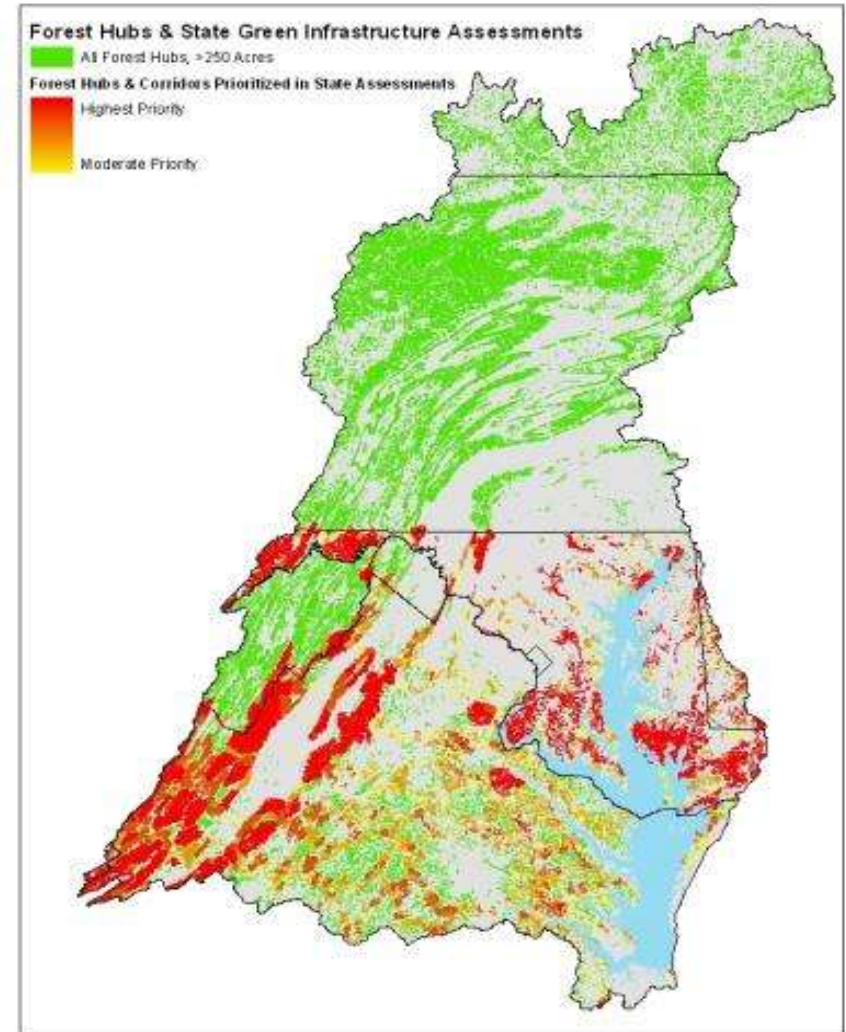 Forest Hubs & State Green Infrastructure Assessments
All Forest Hubs, >250 Acres
Forest Hubs & Corridors Prioritized in State Assessments
Highest Priority
Moderate Priority